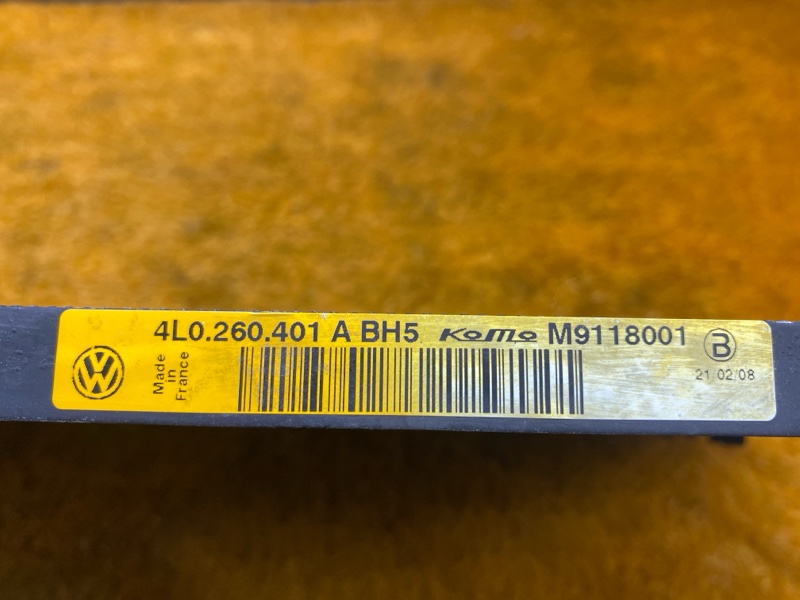 4L0.260.401 A BH5 KoMo M9118001 B
Made
in
France
21/02/08
VW